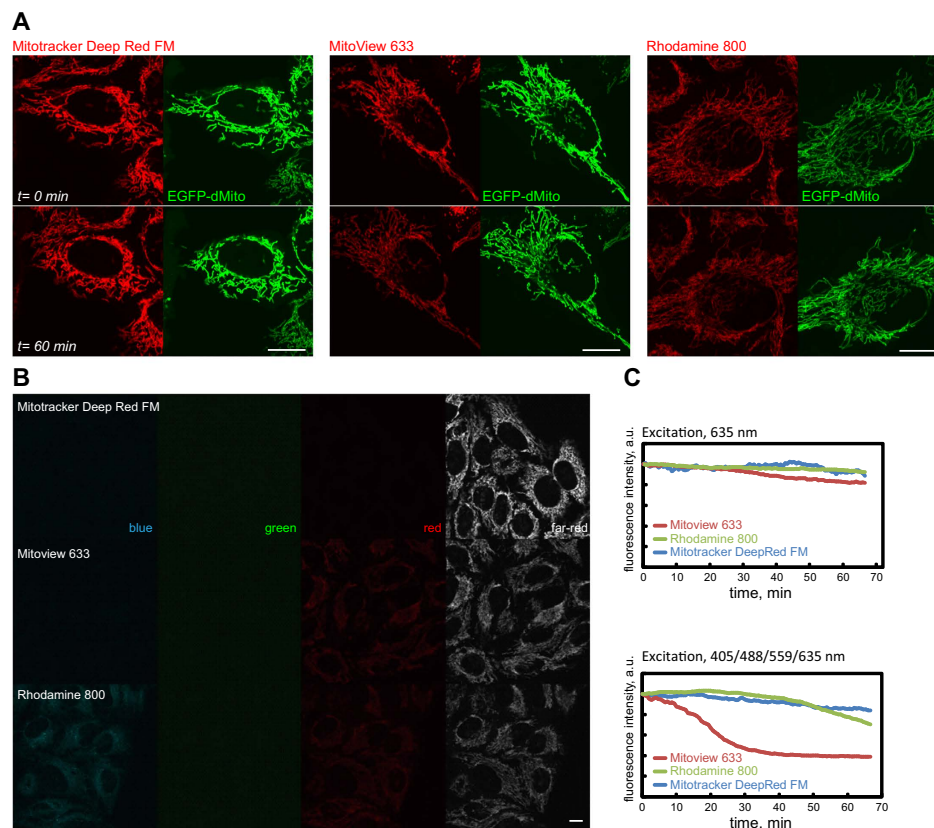 A
Mitotracker Deep Red FM
MitoView 633
Rhodamine 800
t= 0 min
EGFP-dMito
EGFP-dMito
EGFP-dMito
t= 60 min
B
Mitotracker Deep Red FM
blue
green
red
far-red
Mitoview 633
Rhodamine 800
C
Excitation, 635 nm
fluorescence intensity, a.u.
Mitoview 633
Rhodamine 800
Mitotracker DeepRed FM
0 10 20 30 40 50 60 70
time, min
Excitation, 405/488/559/635 nm
fluorescence intensity, a.u.
Mitoview 633
Rhodamine 800
Mitotracker DeepRed FM
0 10 20 30 40 50 60 70
time, min